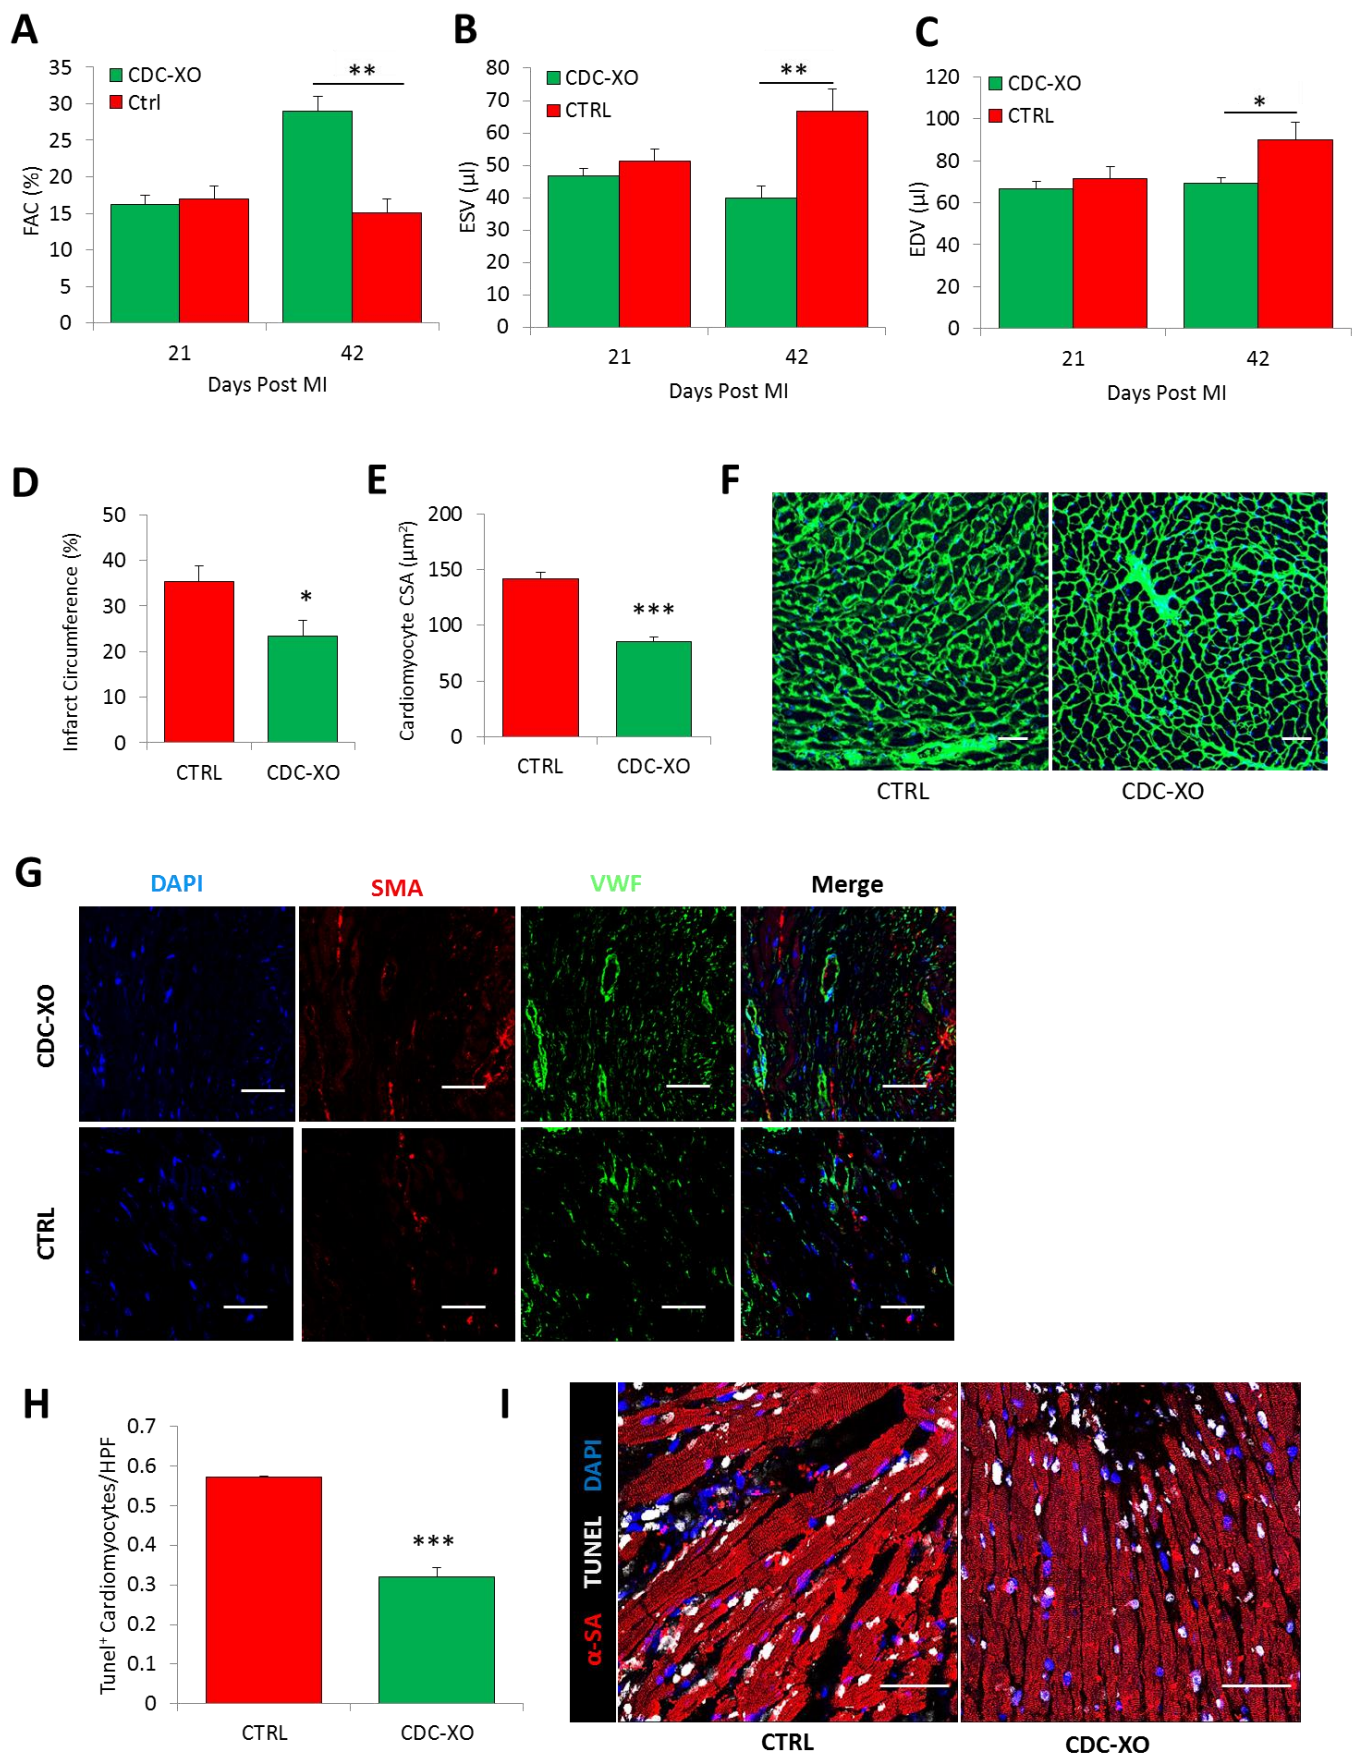 A
FAC (%)
35
30
25
20
15
10
5
0
CDC-XO
Ctrl
**
21
42
Days Post MI
B
ESV (µl)
80
70
60
50
40
30
20
10
0
CDC-XO
CTRL
**
21
42
Days Post MI
C
EDV (µl)
120
100
80
60
40
20
0
CDC-XO
CTRL
*
21
42
Days Post MI
D
Infarct Circumference (%)
50
40
30
20
10
0
*
CTRL
CDC-XO
E
Cardiomyocyte CSA (µm²)
200
150
100
50
0
***
CTRL
CDC-XO
F
CTRL
CDC-XO
G
DAPI
SMA
VWF
Merge
CDC-XO
CTRL
H
Tunel⁺ Cardiomyocytes/HPF
0.7
0.6
0.5
0.4
0.3
0.2
0.1
0
***
CTRL
CDC-XO
I
α-SA TUNEL DAPI
CTRL
CDC-XO